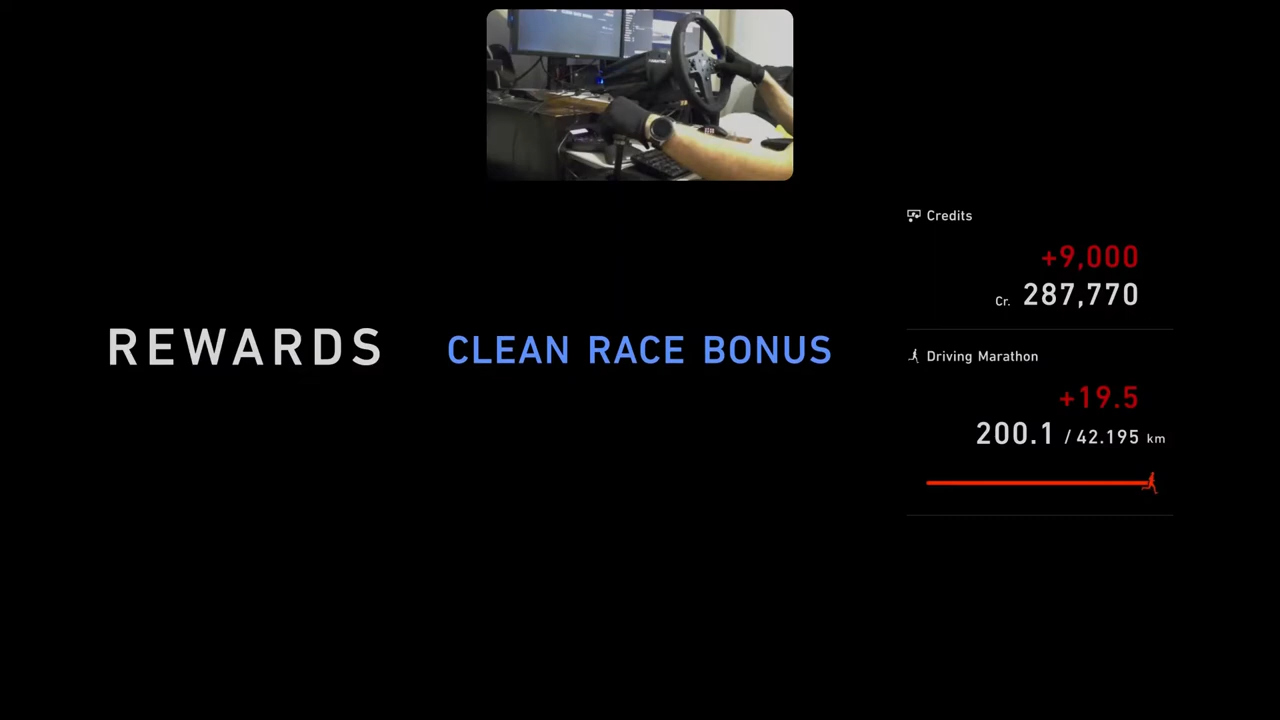 REWARDS
CLEAN RACE BONUS
Credits
+9,000
Cr. 287,770
Driving Marathon
+19.5
200.1 / 42.195 km